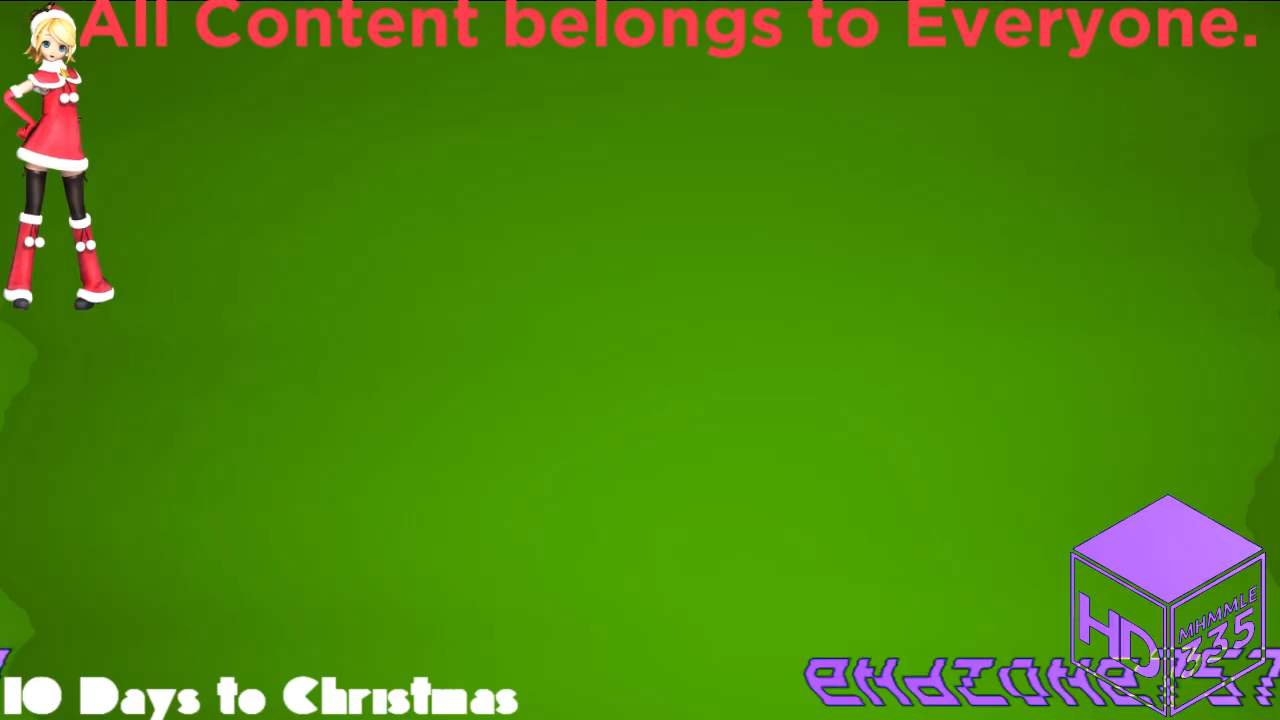 All Content belongs to Everyone.
HD
MHMMLE
335
10 Days to Christmas